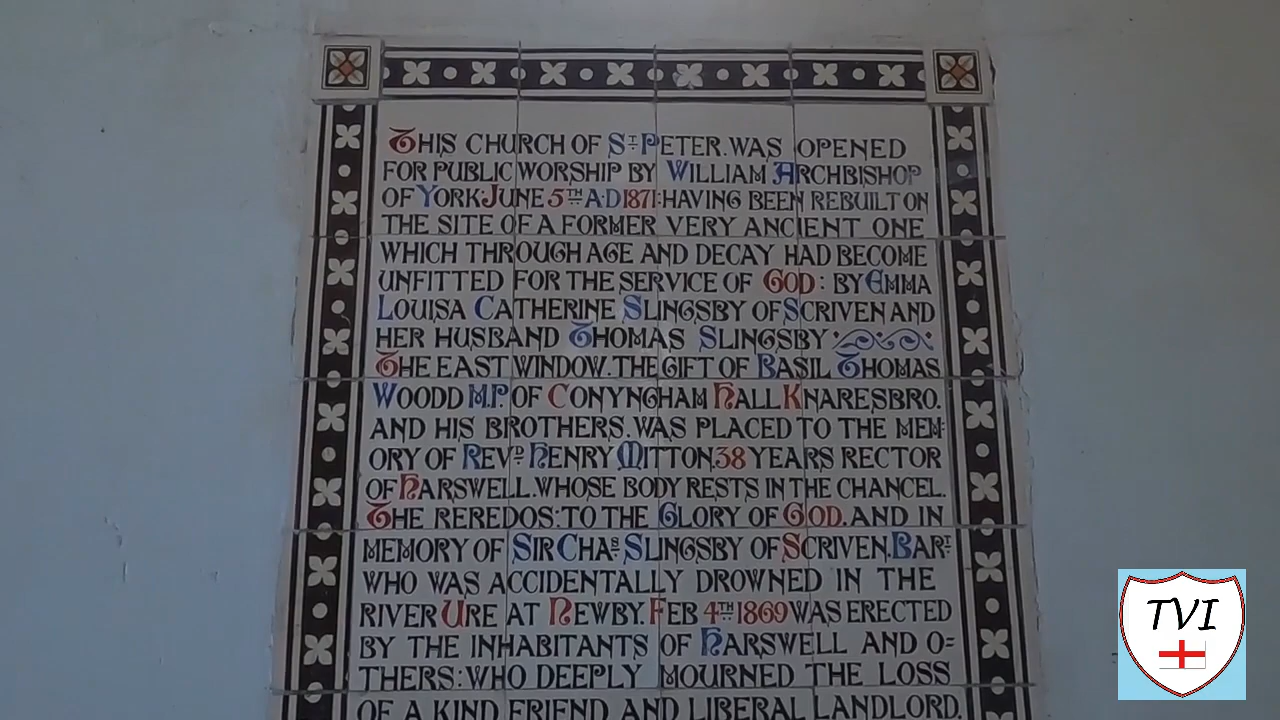 THIS CHURCH OF ST PETER. WAS OPENED
FOR PUBLIC WORSHIP BY WILLIAM ARCHBISHOP
OF YORK: JUNE 5TH A.D 1871: HAVING BEEN REBUILT ON
THE SITE OF A FORMER VERY ANCIENT ONE
WHICH THROUGH AGE AND DECAY HAD BECOME
UNFITTED FOR THE SERVICE OF GOD: BY EMMA
LOUISA CATHERINE SLINGSBY OF SCRIVEN AND
HER HUSBAND THOMAS SLINGSBY
THE EAST WINDOW. THE GIFT OF BASIL THOMAS
WOODD M.P. OF CONYNGHAM HALL KNARESBRO.
AND HIS BROTHERS. WAS PLACED TO THE MEM:
ORY OF REVD HENRY MITTON. 38 YEARS RECTOR
OF HARSWELL. WHOSE BODY RESTS IN THE CHANCEL.
THE REREDOS: TO THE GLORY OF GOD. AND IN
MEMORY OF SIR CHAS SLINGSBY OF SCRIVEN. BART
WHO WAS ACCIDENTALLY DROWNED IN THE
RIVER URE AT NEWBY. FEB 4TH 1869 WAS ERECTED
BY THE INHABITANTS OF HARSWELL AND O=
THERS: WHO DEEPLY MOURNED THE LOSS
OF A KIND FRIEND AND LIBERAL LANDLORD.
TVI